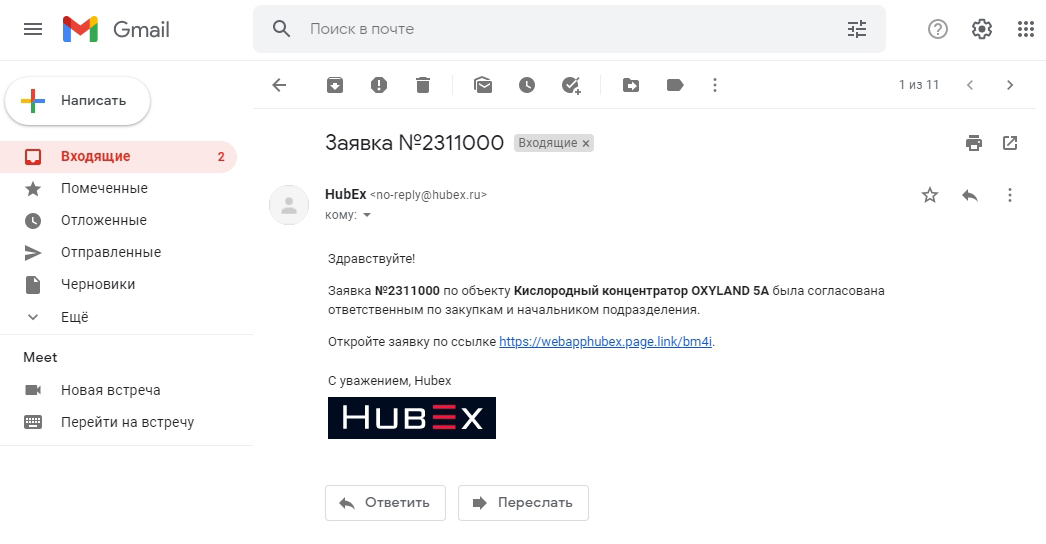 Gmail
Поиск в почте
Написать
1 из 11
Входящие 2
Помеченные
Отложенные
Отправленные
Черновики
Ещё
Meet
Новая встреча
Перейти на встречу
Заявка №2311000 Входящие ×
HubEx <no-reply@hubex.ru>
кому:
Здравствуйте!
Заявка №2311000 по объекту Кислородный концентратор OXYLAND 5A была согласована
ответственным по закупкам и начальником подразделения.
Откройте заявку по ссылке https://webapphubex.page.link/bm4i.
С уважением, Hubex
HUBEX
Ответить Переслать